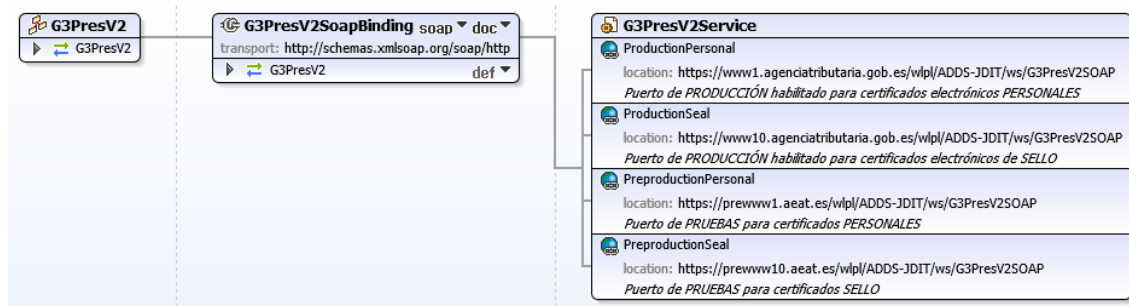 G3PresV2
G3PresV2
G3PresV2SoapBinding soap doc
transport: http://schemas.xmlsoap.org/soap/http
G3PresV2 def
G3PresV2Service
ProductionPersonal
location: https://www1.agenciatributaria.gob.es/wlpl/ADDS-JDIT/ws/G3PresV2SOAP
Puerto de PRODUCCIÓN habilitado para certificados electrónicos PERSONALES
ProductionSeal
location: https://www10.agenciatributaria.gob.es/wlpl/ADDS-JDIT/ws/G3PresV2SOAP
Puerto de PRODUCCIÓN habilitado para certificados electrónicos de SELLO
PreproductionPersonal
location: https://prewww1.aeat.es/wlpl/ADDS-JDIT/ws/G3PresV2SOAP
Puerto de PRUEBAS para certificados PERSONALES
PreproductionSeal
location: https://prewww10.aeat.es/wlpl/ADDS-JDIT/ws/G3PresV2SOAP
Puerto de PRUEBAS para certificados SELLO